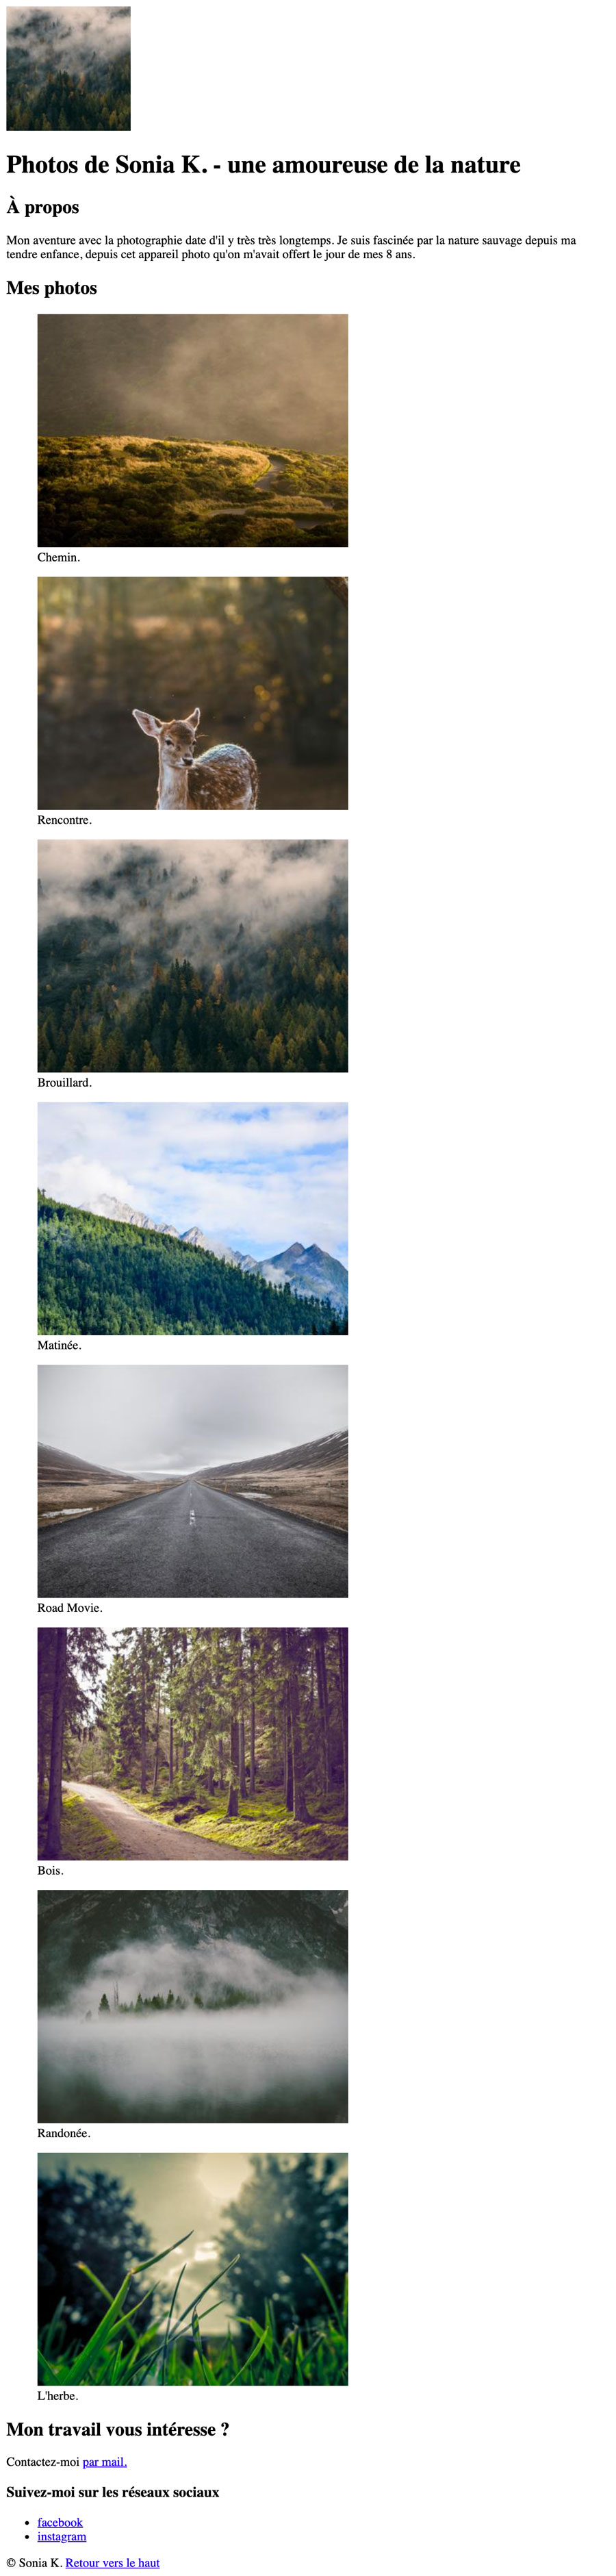 Photos de Sonia K. - une amoureuse de la nature
À propos
Mon aventure avec la photographie date d'il y très très longtemps. Je suis fascinée par la nature sauvage depuis ma
tendre enfance, depuis cet appareil photo qu'on m'avait offert le jour de mes 8 ans.
Mes photos
Chemin.
Rencontre.
Brouillard.
Matinée.
Road Movie.
Bois.
Randonée.
L'herbe.
Mon travail vous intéresse ?
Contactez-moi par mail.
Suivez-moi sur les réseaux sociaux
• facebook
• instagram
© Sonia K. Retour vers le haut